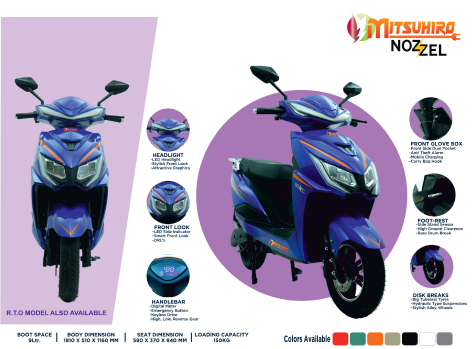 MITSUHIRO
NOZZEL
HEADLIGHT
-LED Headlight
-Stylish Front Look
-Attractive Graphics
FRONT LOOK
-LED Side Indicator
-Smart Front Look
-DRL's
HANDLEBAR
-Digital Meter
-Emergency Button
-Keyless Drive
-High, Low, Reverse Gear
FRONT GLOVE BOX
-Front Side Dual Pocket
-Anti Theft Alarm
-Mobile Charging
-Carry Bag Hook
FOOT-REST
-Side Stand Sensor
-High Ground Clearence
-Rare Drum Break
DISK BREAKS
-Big Tubeless Tyres
-Hydraulic Type Suspensions
-Stylish Alloy Wheels
R.T.O MODEL ALSO AVAILABLE
BOOT SPACE
9Ltr.
BODY DIMENSION
1810 X 510 X 1160 MM
SEAT DIMENSION
580 X 370 X 840 MM
LOADING CAPACITY
150KG
Colors Available